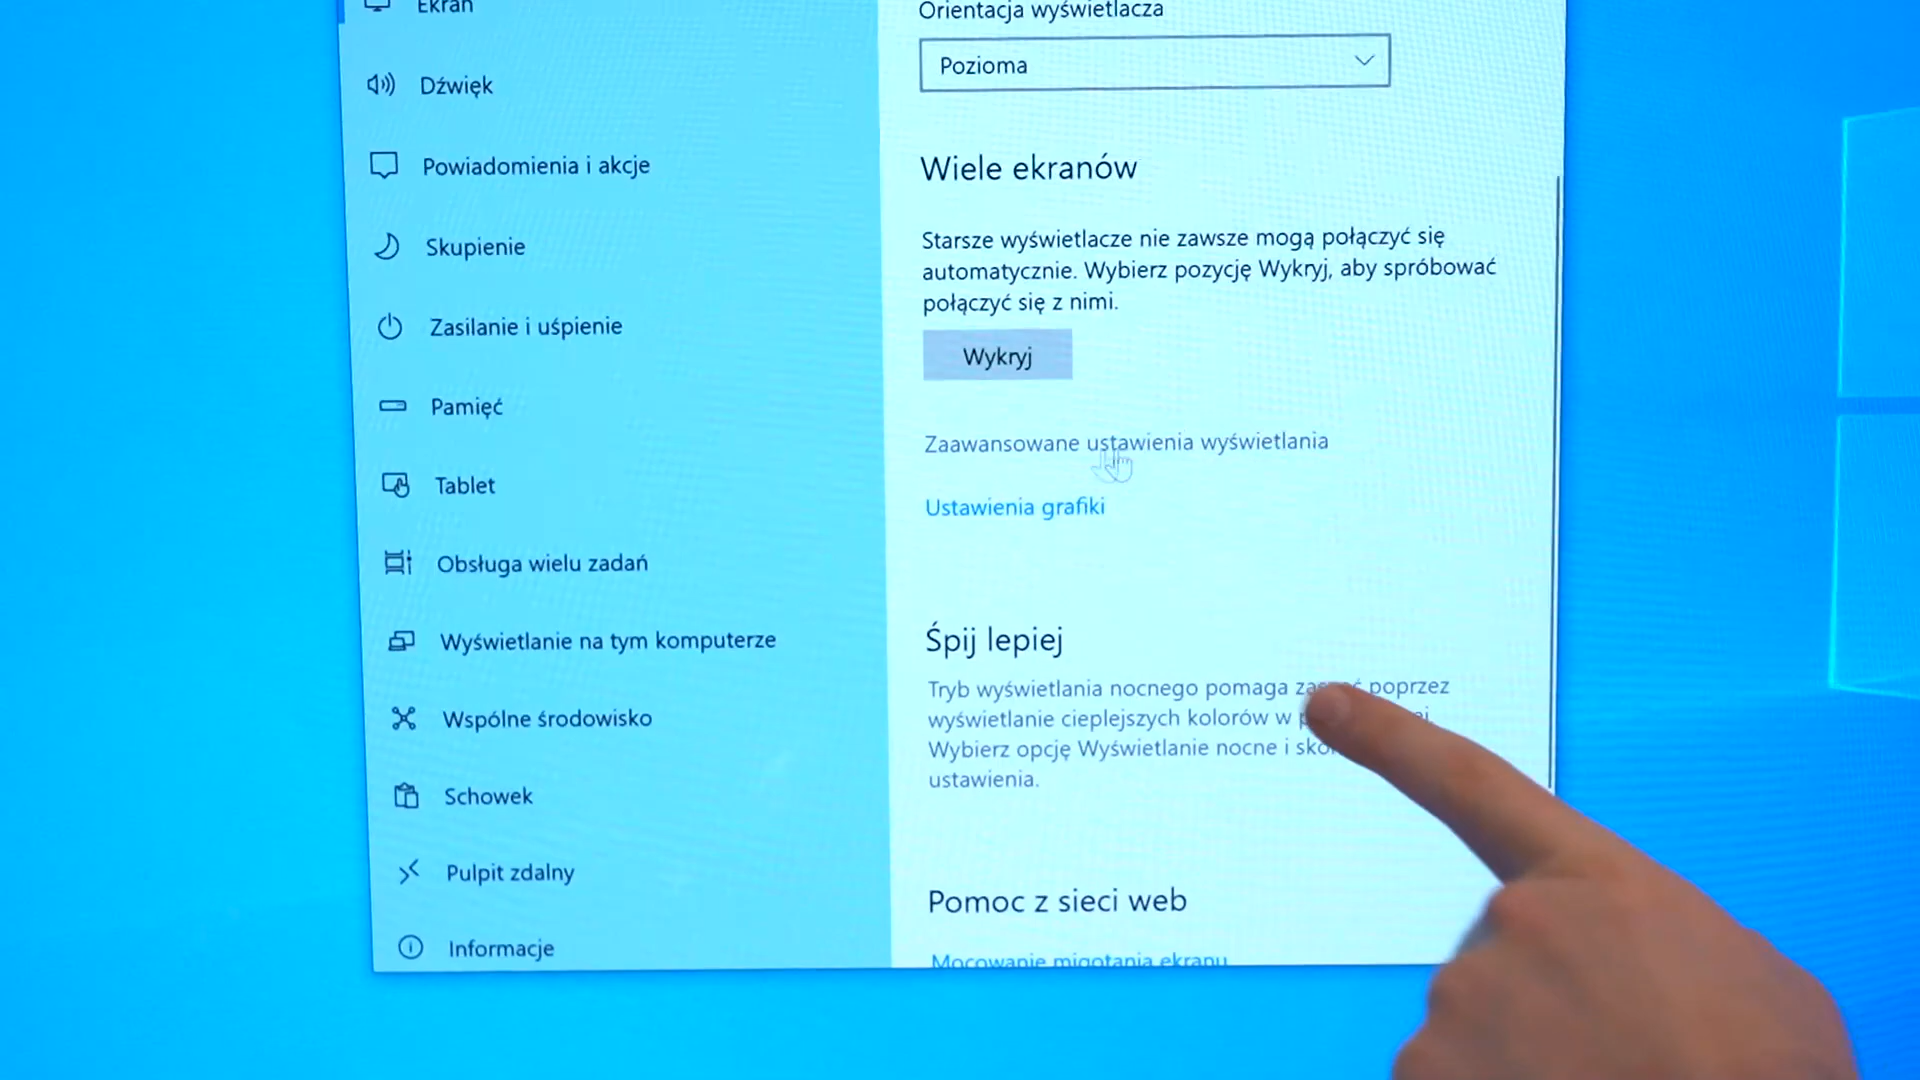 Ekran
Dźwięk
Powiadomienia i akcje
Skupienie
Zasilanie i uśpienie
Pamięć
Tablet
Obsługa wielu zadań
Wyświetlanie na tym komputerze
Wspólne środowisko
Schowek
Pulpit zdalny
Informacje
Orientacja wyświetlacza
Pozioma
Wiele ekranów
Starsze wyświetlacze nie zawsze mogą połączyć się
automatycznie. Wybierz pozycję Wykryj, aby spróbować
połączyć się z nimi.
Wykryj
Zaawansowane ustawienia wyświetlania
Ustawienia grafiki
Śpij lepiej
Tryb wyświetlania nocnego pomaga poprzez
wyświetlanie cieplejszych kolorów w
Wybierz opcję Wyświetlanie nocne i
ustawienia.
Pomoc z sieci web
Mocowanie migotania ekranu